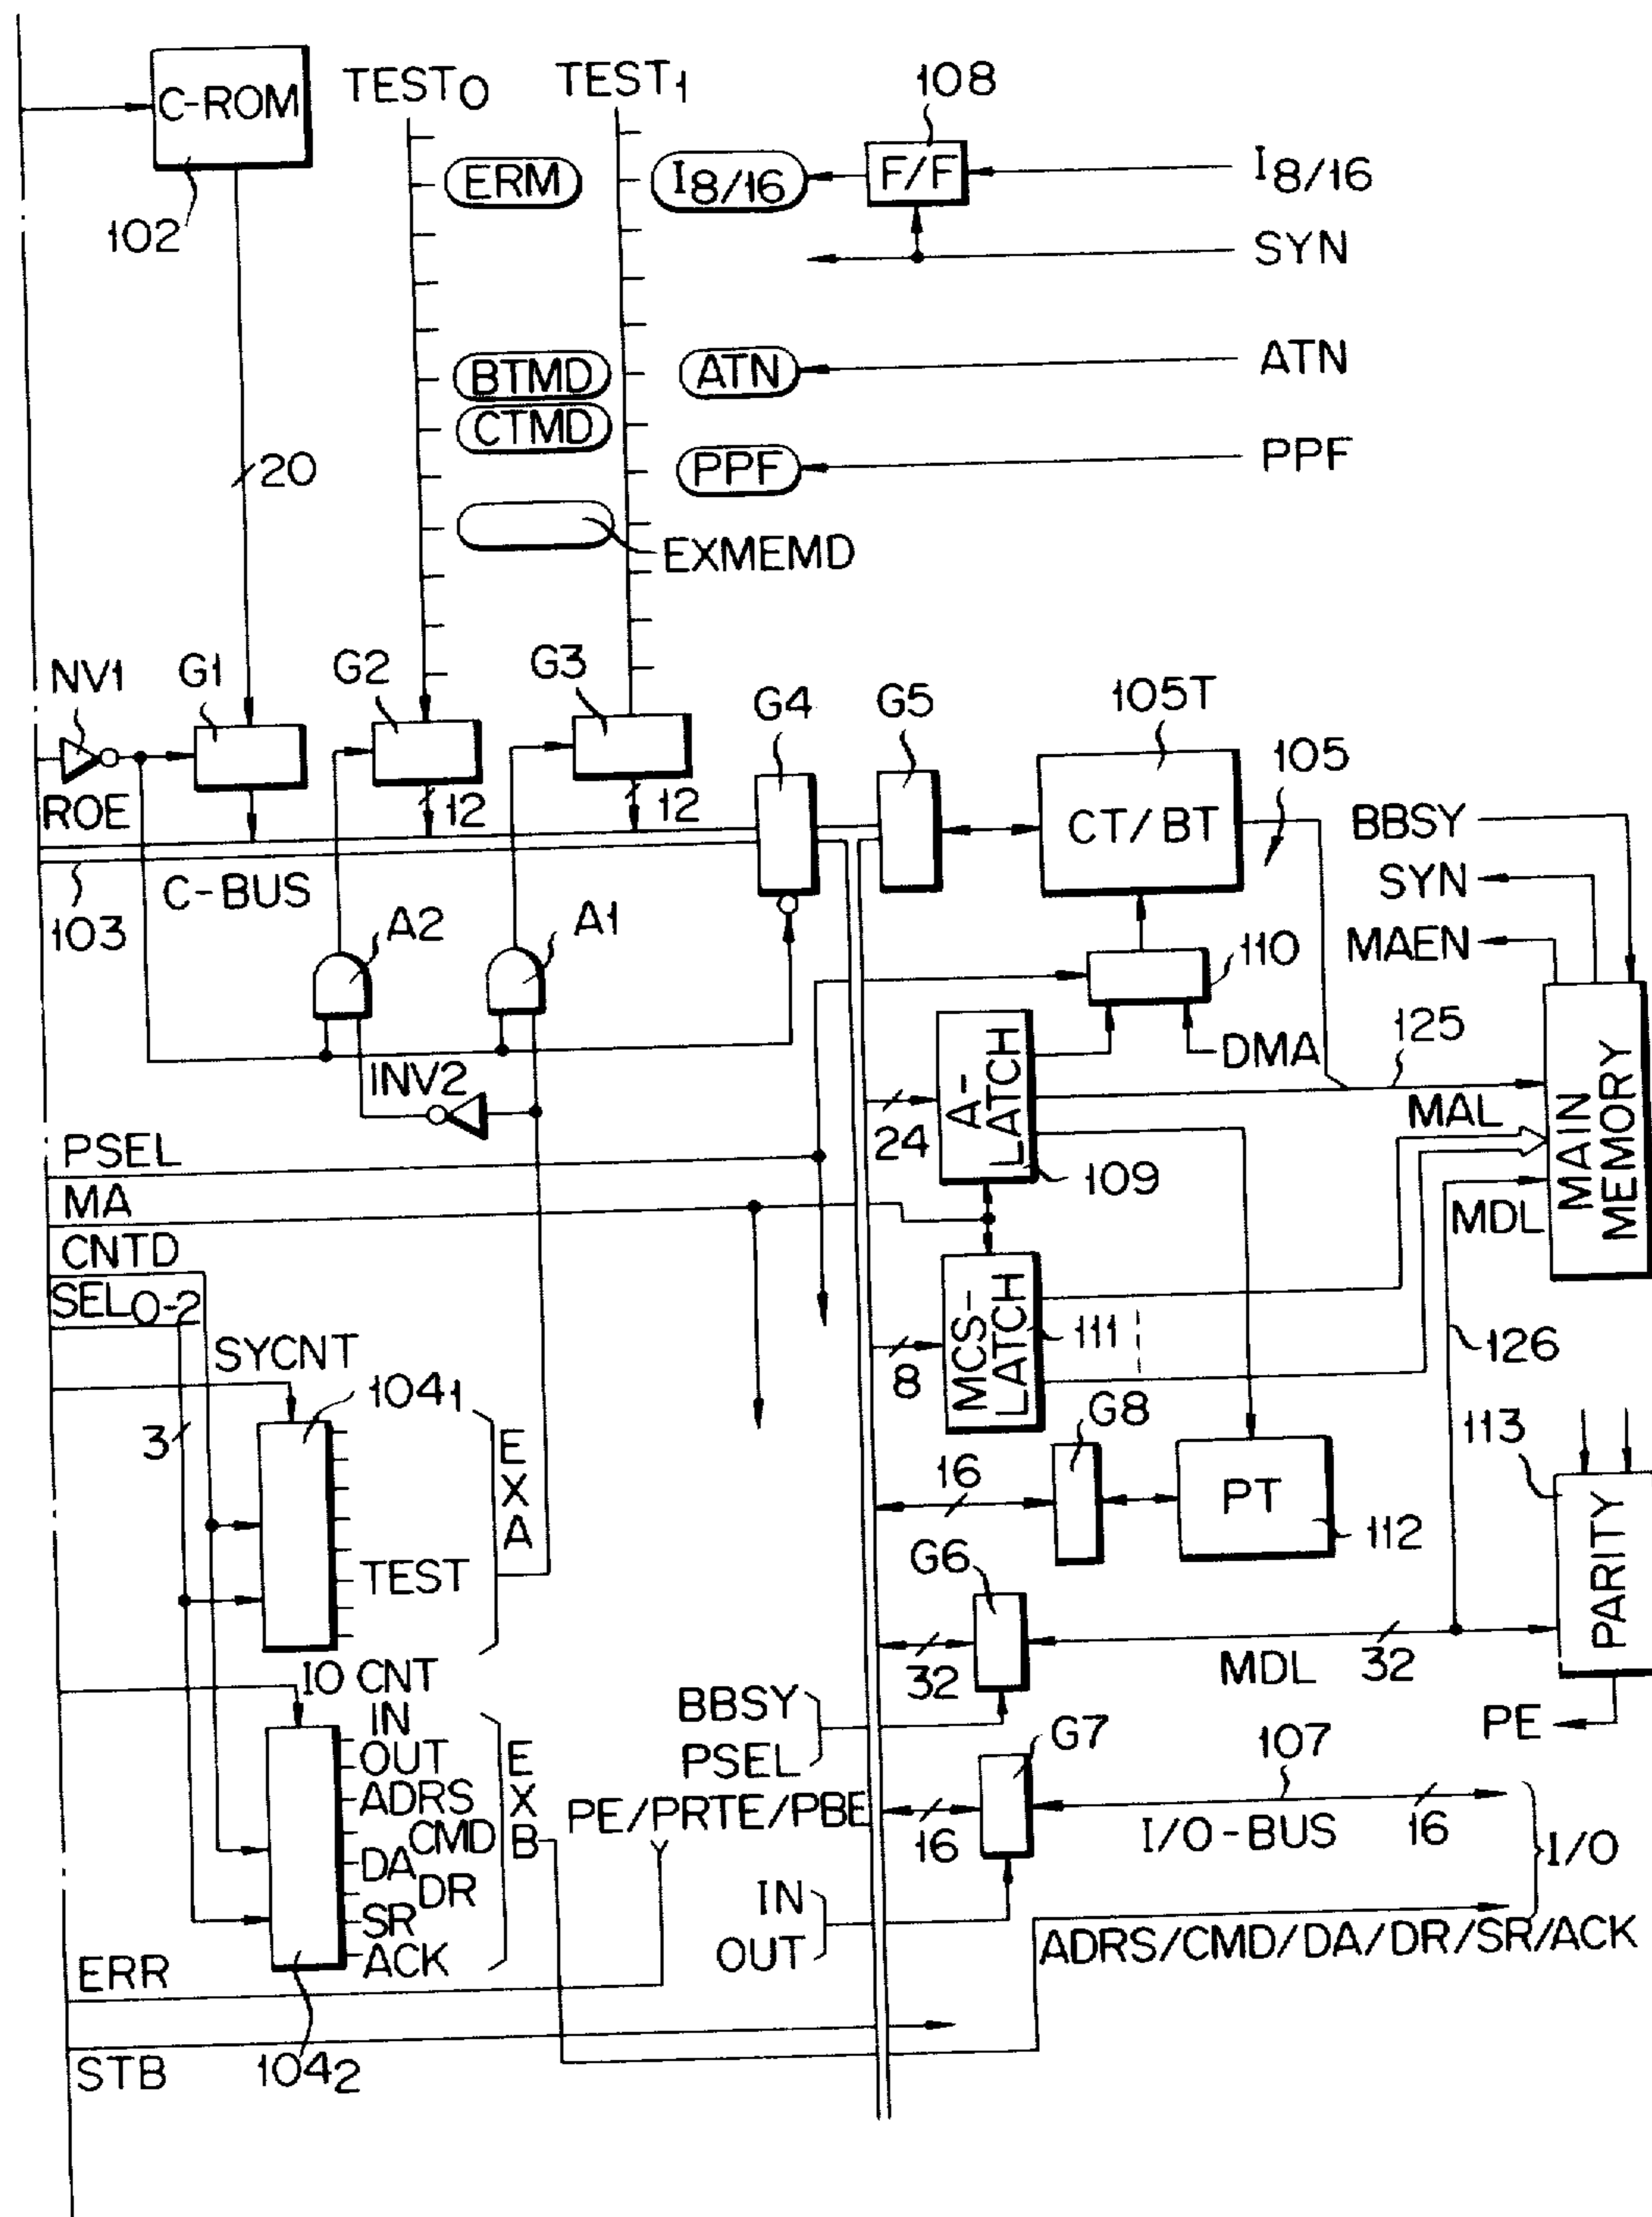 C-ROM
102
TEST0
TEST1
108
ERM
I8/16
F/F
I8/16
SYN
BTMD
ATN
ATN
CTMD
PPF
PPF
20
EXMEMD
NV1
G1
G2
G3
G4
G5
105T
ROE
12
12
CT/BT
105
BBSY
C-BUS
SYN
103
A2
A1
110
MAEN
A-LATCH
DMA
125
INV2
24
MAL
MAIN MEMORY
PSEL
109
MA
MDL
CNTD
SEL0-2
MCS-LATCH
111
SYCNT
8
126
1041
G8
3
EXA
16
PT
113
112
TEST
G6
PARITY
IO CNT
32
MDL
32
IN
BBSY
PE
OUT
PSEL
G7
107
ADRS
EXB
PE/PRTE/PBE
CMD
16
I/O-BUS
16
I/O
DA
DR
IN
SR
OUT
ADRS/CMD/DA/DR/SR/ACK
ACK
ERR
STB
1042